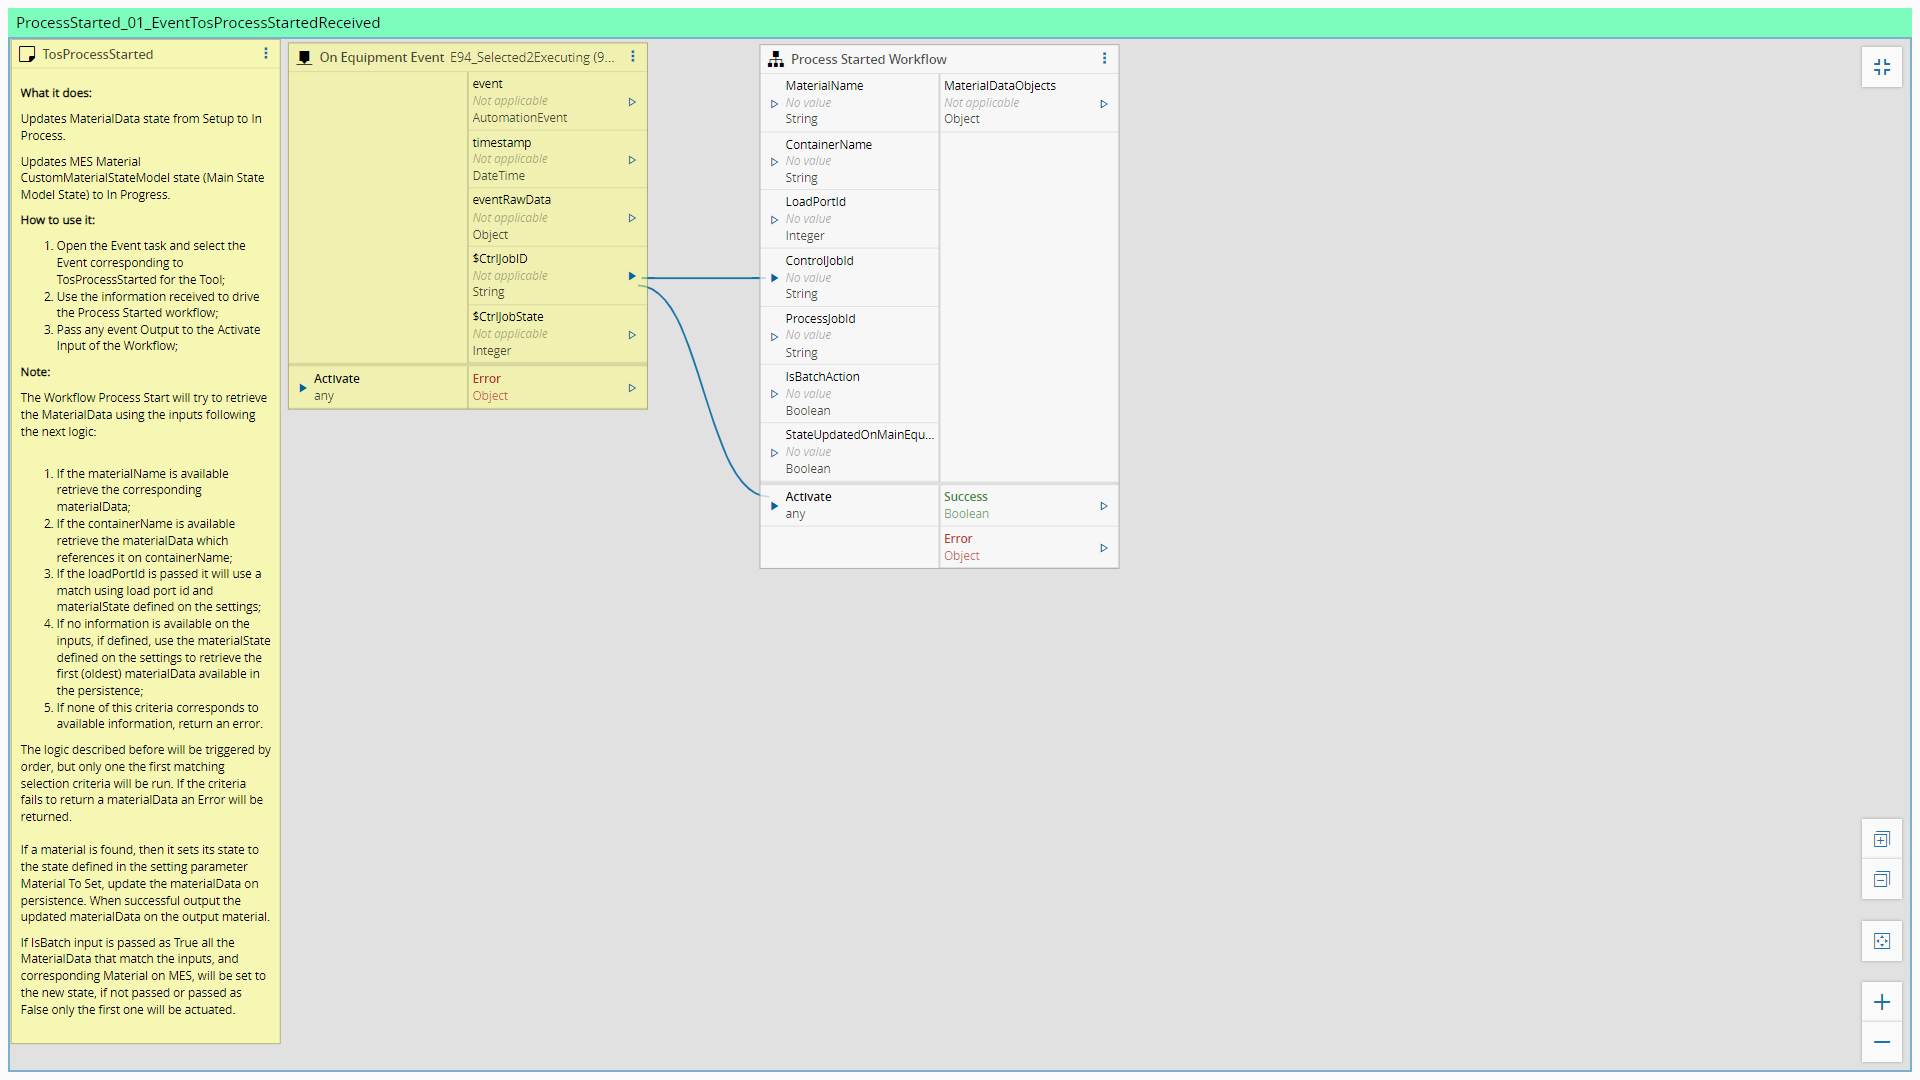 ProcessStarted_01_EventTosProcessStartedReceived
TosProcessStarted
What it does:
Updates MaterialData state from Setup to In
Process.
Updates MES Material
CustomMaterialStateModel state (Main State
Model State) to In Progress.
How to use it:
1. Open the Event task and select the
Event corresponding to
TosProcessStarted for the Tool;
2. Use the information received to drive
the Process Started workflow;
3. Pass any event Output to the Activate
Input of the Workflow;
Note:
The Workflow Process Start will try to retrieve
the MaterialData using the inputs following
the next logic:
1. If the materialName is available
retrieve the corresponding
materialData;
2. If the containerName is available
retrieve the materialData which
references it on containerName;
3. If the loadPortId is passed it will use a
match using load port id and
materialState defined on the settings;
4. If no information is available on the
inputs, if defined, use the materialState
defined on the settings to retrieve the
first (oldest) materialData available in
the persistence;
5. If none of this criteria corresponds to
available information, return an error.
The logic described before will be triggered by
order, but only one the first matching
selection criteria will be run. If the criteria
fails to return a materialData an Error will be
returned.
If a material is found, then it sets its state to
the state defined in the setting parameter
Material To Set, update the materialData on
persistence. When successful output the
updated materialData on the output material.
If IsBatch input is passed as True all the
MaterialData that match the inputs, and
corresponding Material on MES, will be set to
the new state, if not passed or passed as
False only the first one will be actuated.
On Equipment Event E94_Selected2Executing (9...
event
Not applicable
AutomationEvent
timestamp
Not applicable
DateTime
eventRawData
Not applicable
Object
$CtrlJobID
Not applicable
String
$CtrlJobState
Not applicable
Integer
Activate
any
Error
Object
Process Started Workflow
MaterialName
No value
String
ContainerName
No value
String
LoadPortId
No value
Integer
ControlJobId
No value
String
ProcessJobId
No value
String
IsBatchAction
No value
Boolean
StateUpdatedOnMainEqu...
No value
Boolean
Activate
any
MaterialDataObjects
Not applicable
Object
Success
Boolean
Error
Object